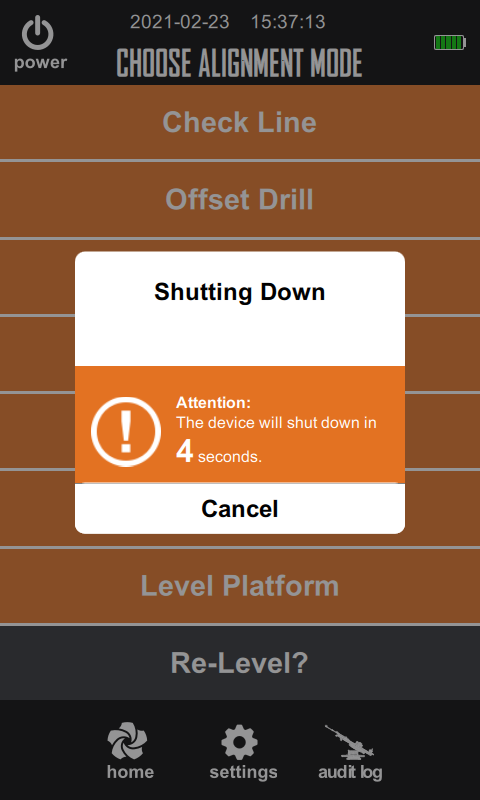 2021-02-23 15:37:13
power
CHOOSE ALIGNMENT MODE
Check Line
Offset Drill
Shutting Down
Attention:
The device will shut down in
4 seconds.
Cancel
Level Platform
Re-Level?
home settings audit log